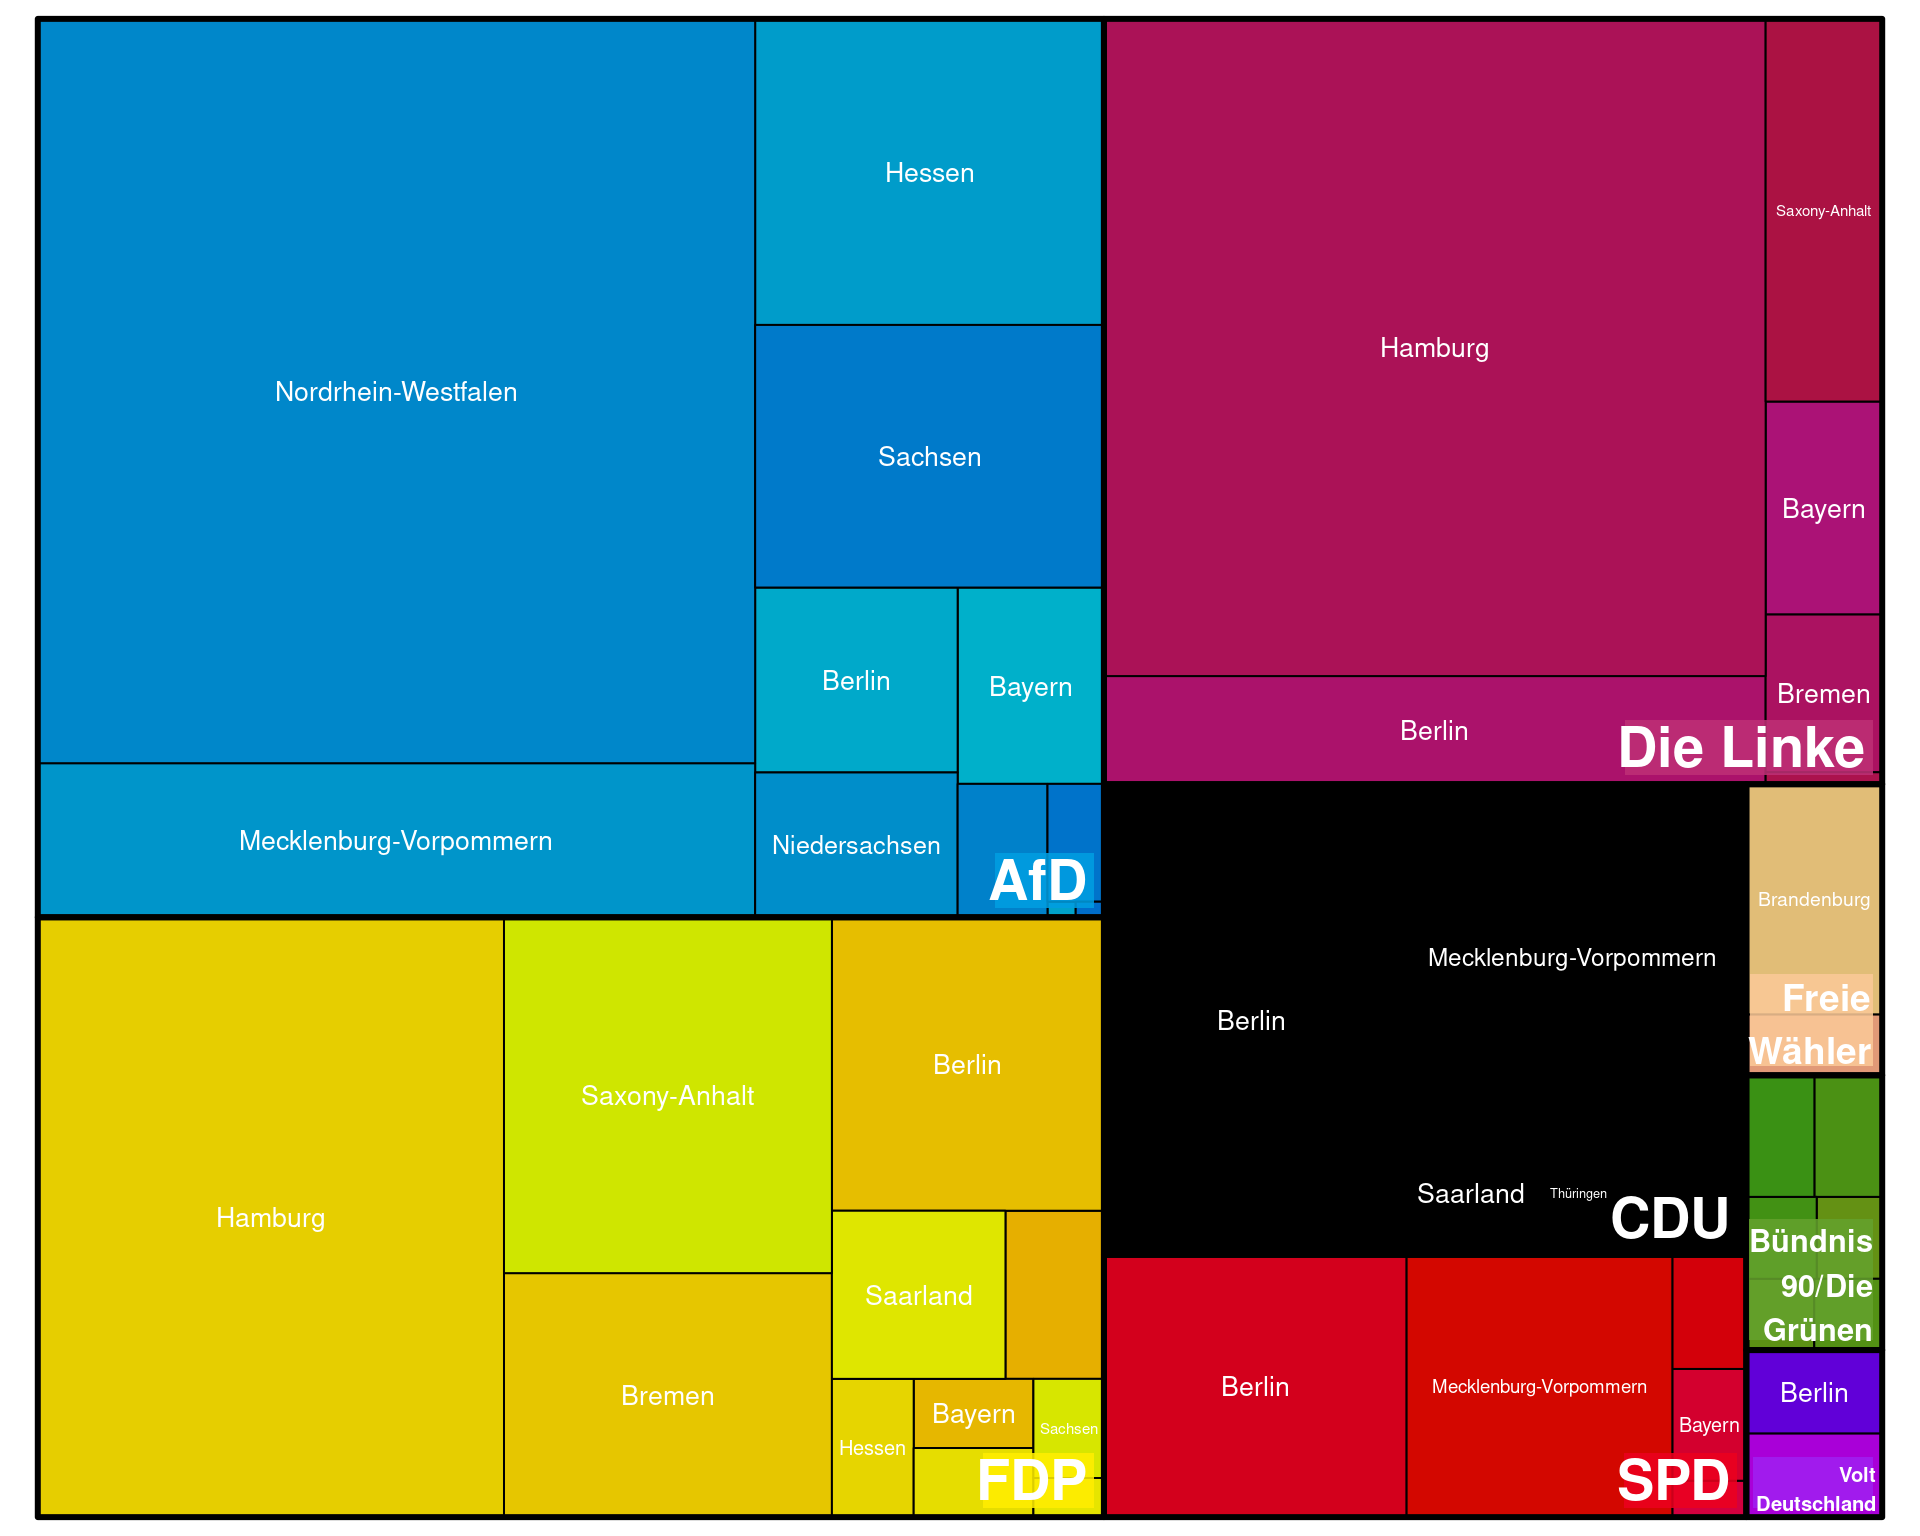 Nordrhein-Westfalen
Hessen
Sachsen
Berlin
Bayern
Mecklenburg-Vorpommern
Niedersachsen
AfD
Hamburg
Saxony-Anhalt
Bayern
Bremen
Berlin
Die Linke
Hamburg
Saxony-Anhalt
Berlin
Bremen
Saarland
Hessen
Bayern
Sachsen
FDP
Berlin
Mecklenburg-Vorpommern
Saarland
Thüringen
CDU
Brandenburg
Freie
Wähler
Bündnis
90/Die
Grünen
Berlin
Mecklenburg-Vorpommern
Bayern
SPD
Berlin
Volt
Deutschland